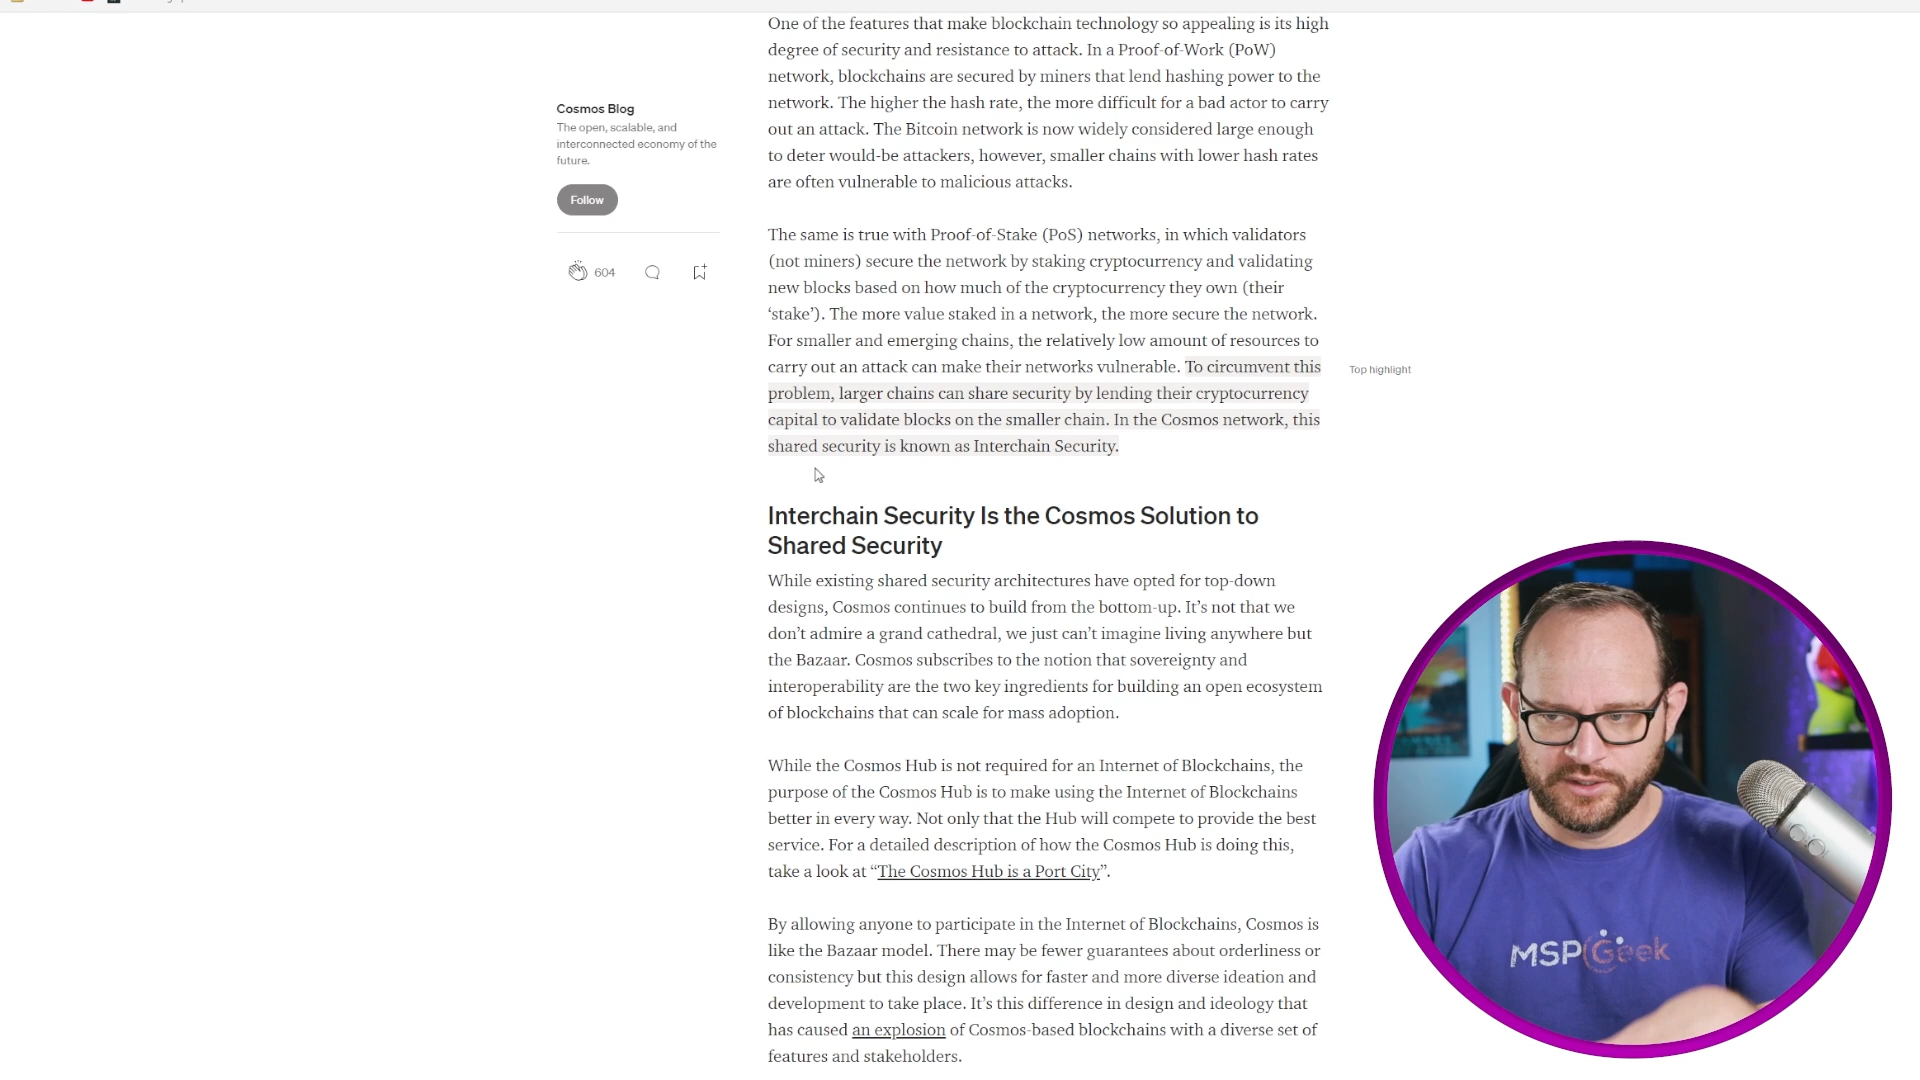 One of the features that make blockchain technology so appealing is its high
degree of security and resistance to attack. In a Proof-of-Work (PoW)
network, blockchains are secured by miners that lend hashing power to the
network. The higher the hash rate, the more difficult for a bad actor to carry
out an attack. The Bitcoin network is now widely considered large enough
to deter would-be attackers, however, smaller chains with lower hash rates
are often vulnerable to malicious attacks.
Cosmos Blog
The open, scalable, and
interconnected economy of the
future.
Follow
604
The same is true with Proof-of-Stake (PoS) networks, in which validators
(not miners) secure the network by staking cryptocurrency and validating
new blocks based on how much of the cryptocurrency they own (their
‘stake’). The more value staked in a network, the more secure the network.
For smaller and emerging chains, the relatively low amount of resources to
carry out an attack can make their networks vulnerable. To circumvent this
problem, larger chains can share security by lending their cryptocurrency
capital to validate blocks on the smaller chain. In the Cosmos network, this
shared security is known as Interchain Security.
Top highlight
Interchain Security Is the Cosmos Solution to
Shared Security
While existing shared security architectures have opted for top-down
designs, Cosmos continues to build from the bottom-up. It’s not that we
don’t admire a grand cathedral, we just can’t imagine living anywhere but
the Bazaar. Cosmos subscribes to the notion that sovereignty and
interoperability are the two key ingredients for building an open ecosystem
of blockchains that can scale for mass adoption.
While the Cosmos Hub is not required for an Internet of Blockchains, the
purpose of the Cosmos Hub is to make using the Internet of Blockchains
better in every way. Not only that the Hub will compete to provide the best
service. For a detailed description of how the Cosmos Hub is doing this,
take a look at “The Cosmos Hub is a Port City”.
By allowing anyone to participate in the Internet of Blockchains, Cosmos is
like the Bazaar model. There may be fewer guarantees about orderliness or
consistency but this design allows for faster and more diverse ideation and
development to take place. It’s this difference in design and ideology that
has caused an explosion of Cosmos-based blockchains with a diverse set of
features and stakeholders.
MSPGeek